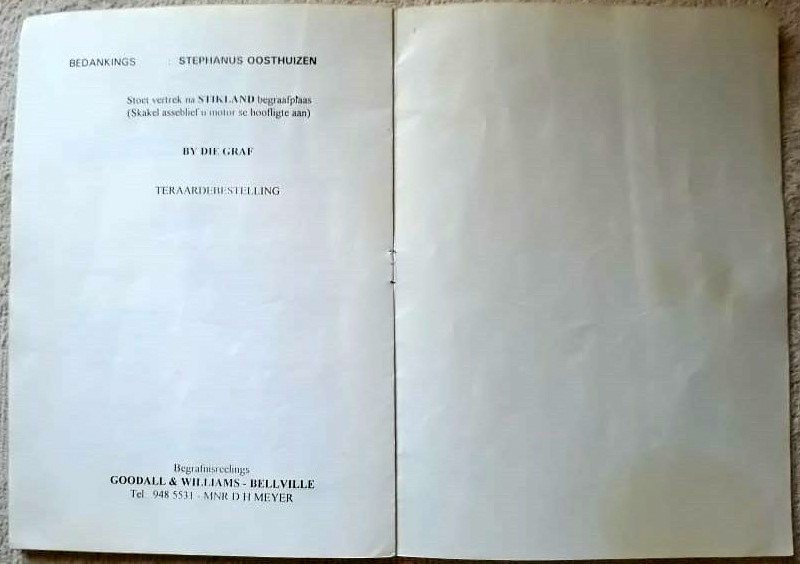 BEDANKINGS : STEPHANUS OOSTHUIZEN
Stoet vertrek na STIKLAND begraafplaas
(Skakel asseblief u motor se hoofligte aan)
BY DIE GRAF
TERAARDEBESTELLING
Begrafnisreelings
GOODALL & WILLIAMS - BELLVILLE
Tel 948 5531 - MNR D H MEYER